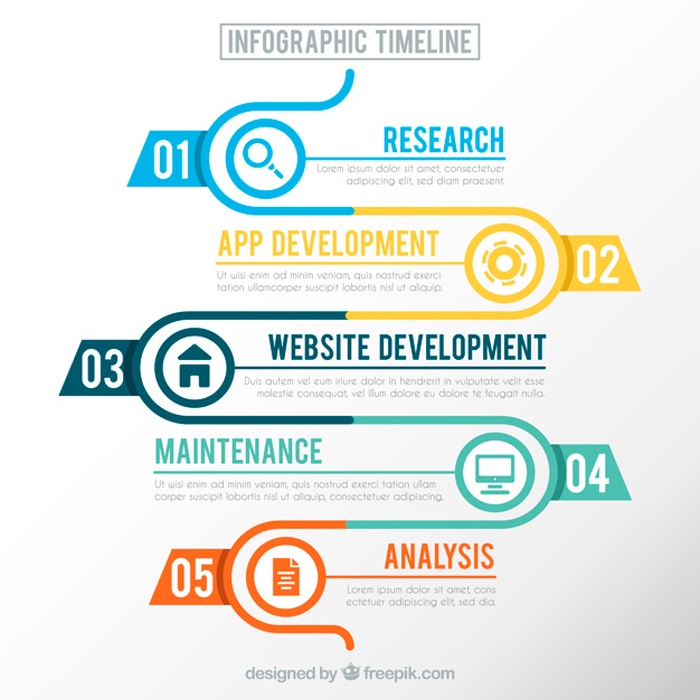 INFOGRAPHIC TIMELINE
01
RESEARCH
Lorem ipsum dolor sit amet, consectetuer
adipiscing elit, sed diam praesent.
APP DEVELOPMENT
02
Ut wisi enim ad minim veniam, quis nostrud exerci
tation ullamcorper suscipit lobortis nisl ut aliquip.
03
WEBSITE DEVELOPMENT
Duis autem vel eum iriure dolor in hendrerit in vulputate velit esse
molestie consequat, vel illum dolore eu feugiat nulla.
MAINTENANCE
04
Ut wisi enim ad minim veniam, quis nostrud exerci tation ullam
corper suscipit lobortis nisl ut aliquip, consectetuer adipiscing.
05
ANALYSIS
Lorem ipsum dolor sit amet, cons
ectetuer adipiscing elit, sed dia.
designed by freepik.com